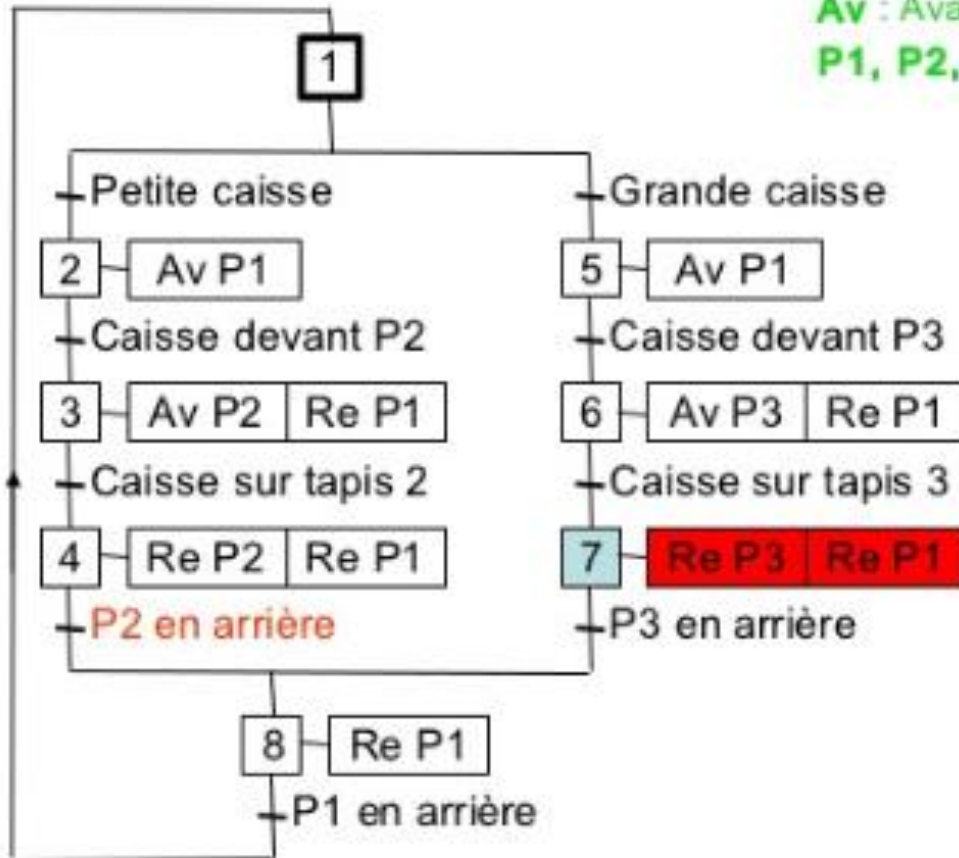 Av :
P1, P2,
1
Petite caisse
Grande caisse
2 Av P1
5 Av P1
Caisse devant P2
Caisse devant P3
3 Av P2 Re P1
6 Av P3 Re P1
Caisse sur tapis 2
Caisse sur tapis 3
4 Re P2 Re P1
7 Re P3 Re P1
P2 en arrière
P3 en arrière
8 Re P1
P1 en arrière